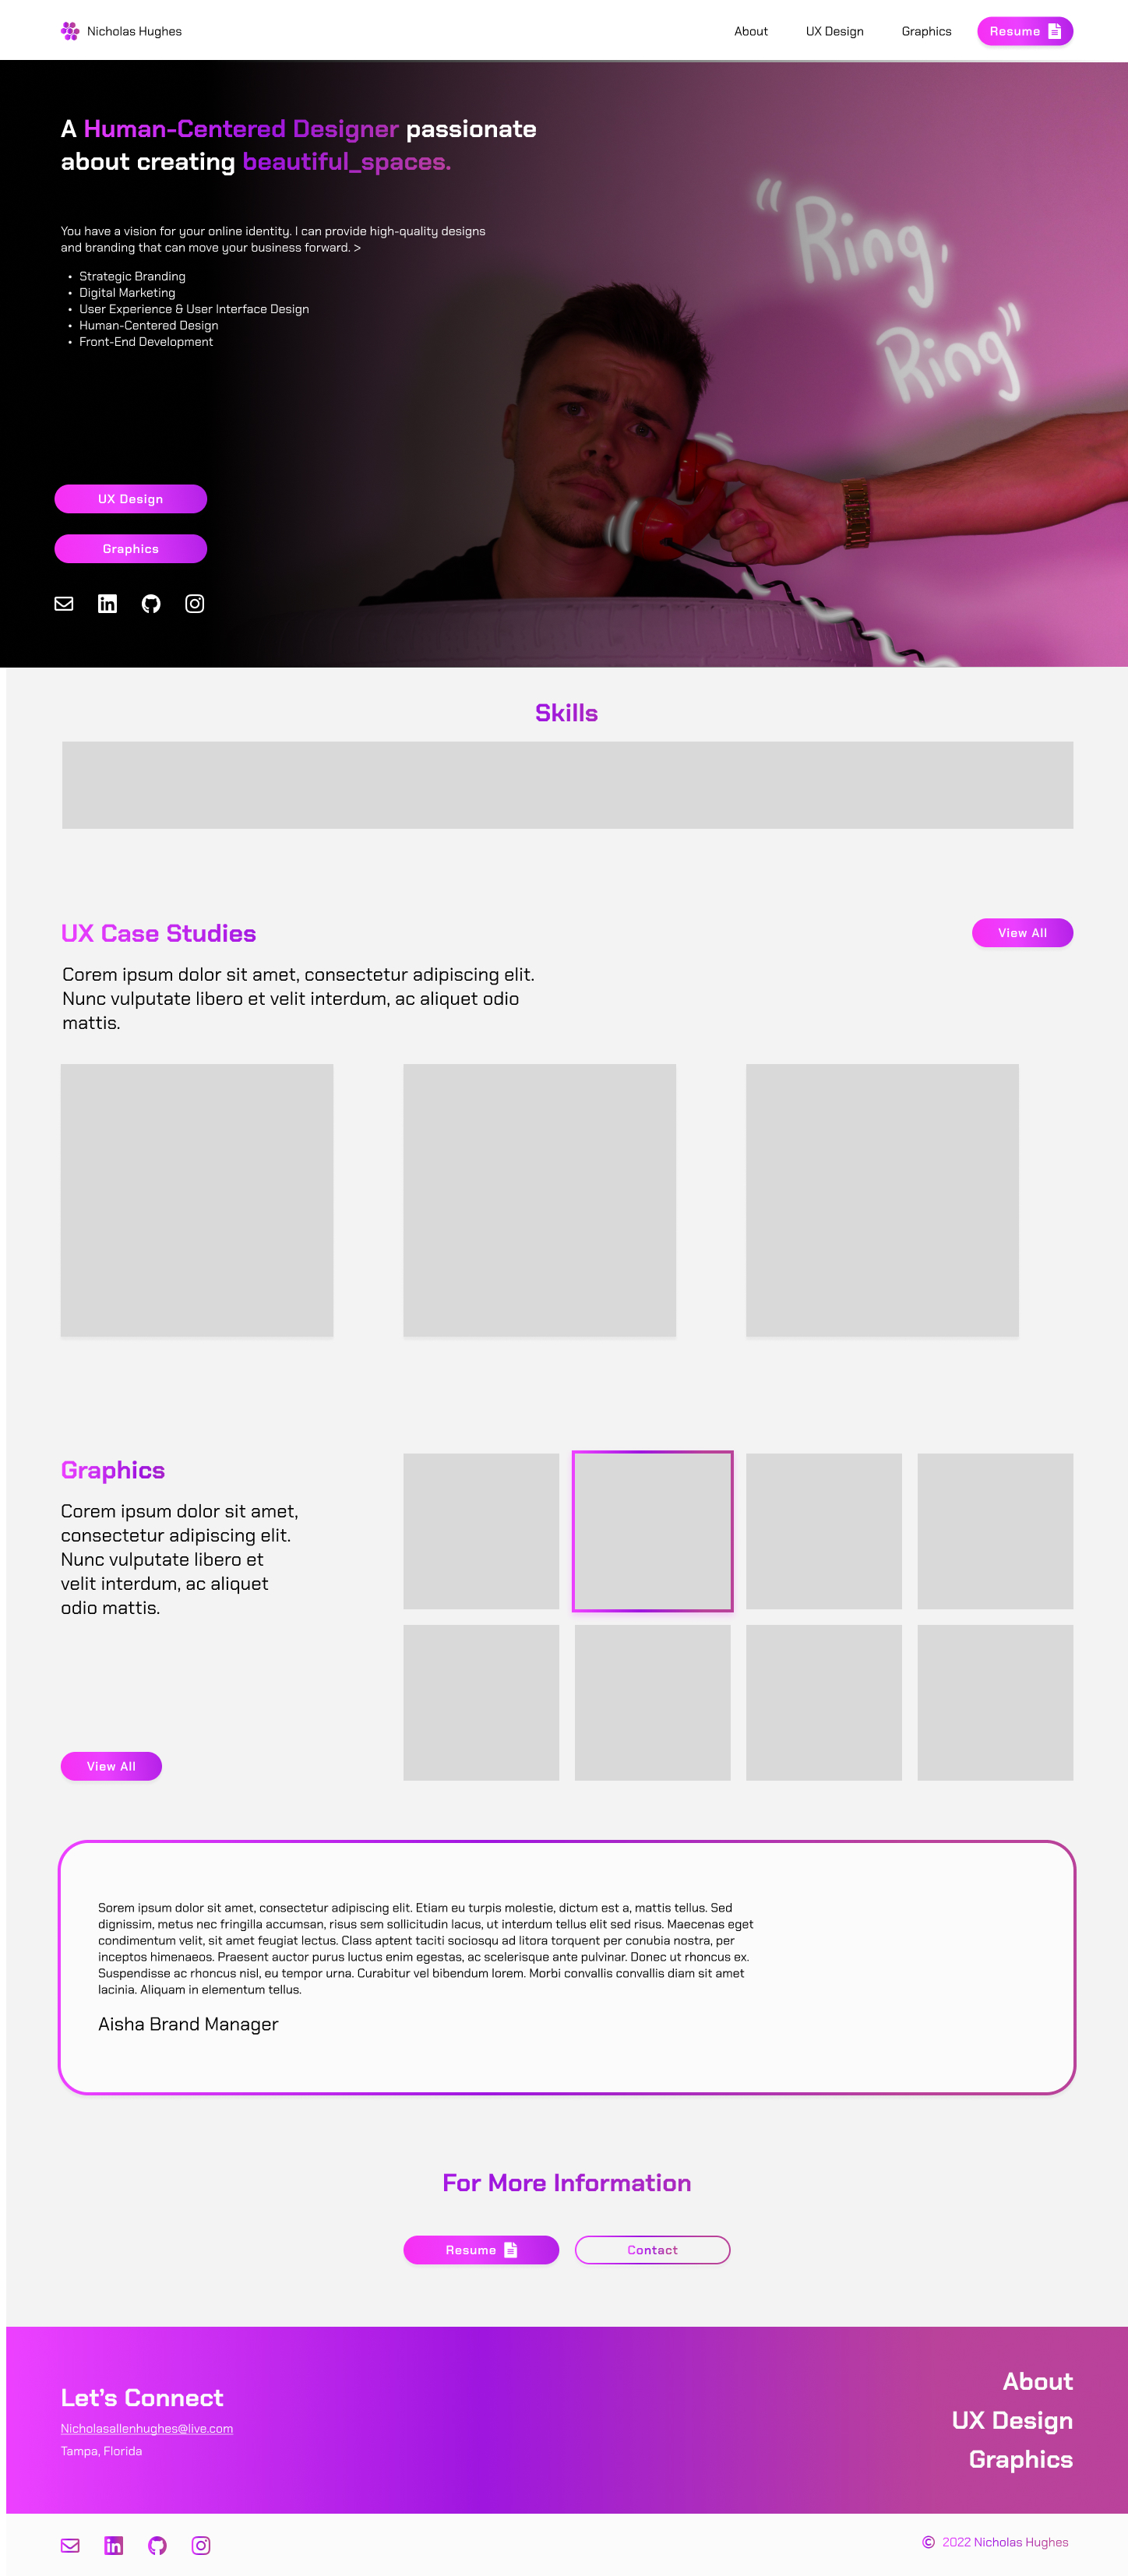 Nicholas Hughes
About
UX Design
Graphics
Resume
A Human-Centered Designer passionate
about creating beautiful_spaces.
You have a vision for your online identity. I can provide high-quality designs
and branding that can move your business forward. >
• Strategic Branding
• Digital Marketing
• User Experience & User Interface Design
• Human-Centered Design
• Front-End Development
"Ring,
Ring"
UX Design
Graphics
Skills
UX Case Studies
View All
Corem ipsum dolor sit amet, consectetur adipiscing elit.
Nunc vulputate libero et velit interdum, ac aliquet odio
mattis.
Graphics
Corem ipsum dolor sit amet,
consectetur adipiscing elit.
Nunc vulputate libero et
velit interdum, ac aliquet
odio mattis.
View All
Sorem ipsum dolor sit amet, consectetur adipiscing elit. Etiam eu turpis molestie, dictum est a, mattis tellus. Sed
dignissim, metus nec fringilla accumsan, risus sem sollicitudin lacus, ut interdum tellus elit sed risus. Maecenas eget
condimentum velit, sit amet feugiat lectus. Class aptent taciti sociosqu ad litora torquent per conubia nostra, per
inceptos himenaeos. Praesent auctor purus luctus enim egestas, ac scelerisque ante pulvinar. Donec ut rhoncus ex.
Suspendisse ac rhoncus nisl, eu tempor urna. Curabitur vel bibendum lorem. Morbi convallis convallis diam sit amet
lacinia. Aliquam in elementum tellus.
Aisha Brand Manager
For More Information
Resume
Contact
Let's Connect
Nicholasallenhughes@live.com
Tampa, Florida
About
UX Design
Graphics
© 2022 Nicholas Hughes